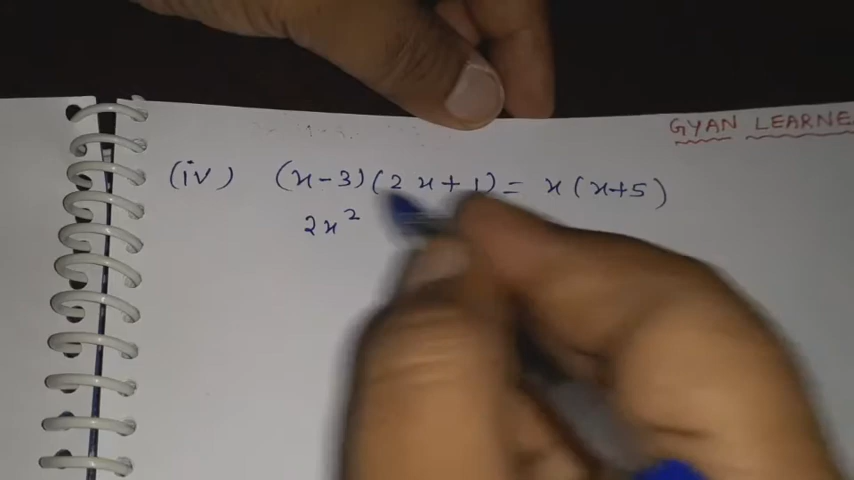 GYAN LEARNE
(iv) (x-3)(2x+1) = x(x+5)
2x²